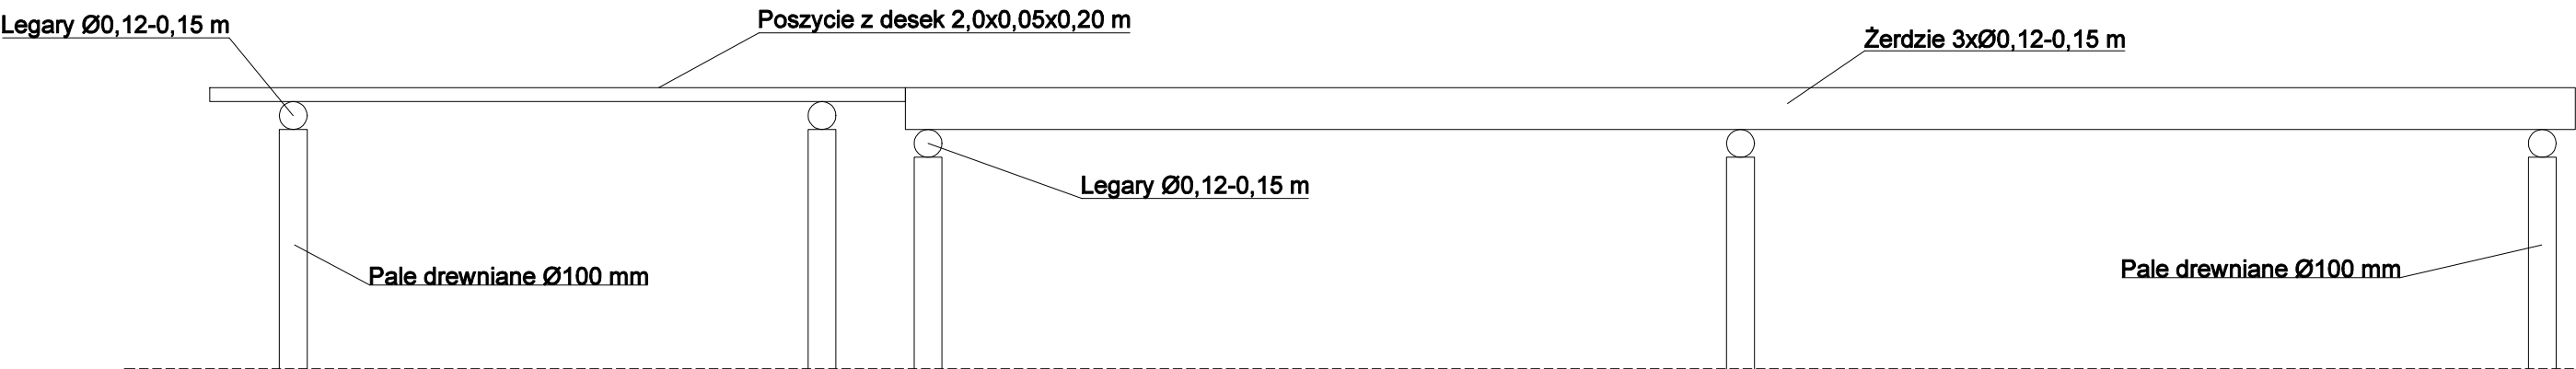 Legary Ø0,12-0,15 m
Poszycie z desek 2,0x0,05x0,20 m
Żerdzie 3xØ0,12-0,15 m
Legary Ø0,12-0,15 m
Pale drewniane Ø100 mm
Pale drewniane Ø100 mm